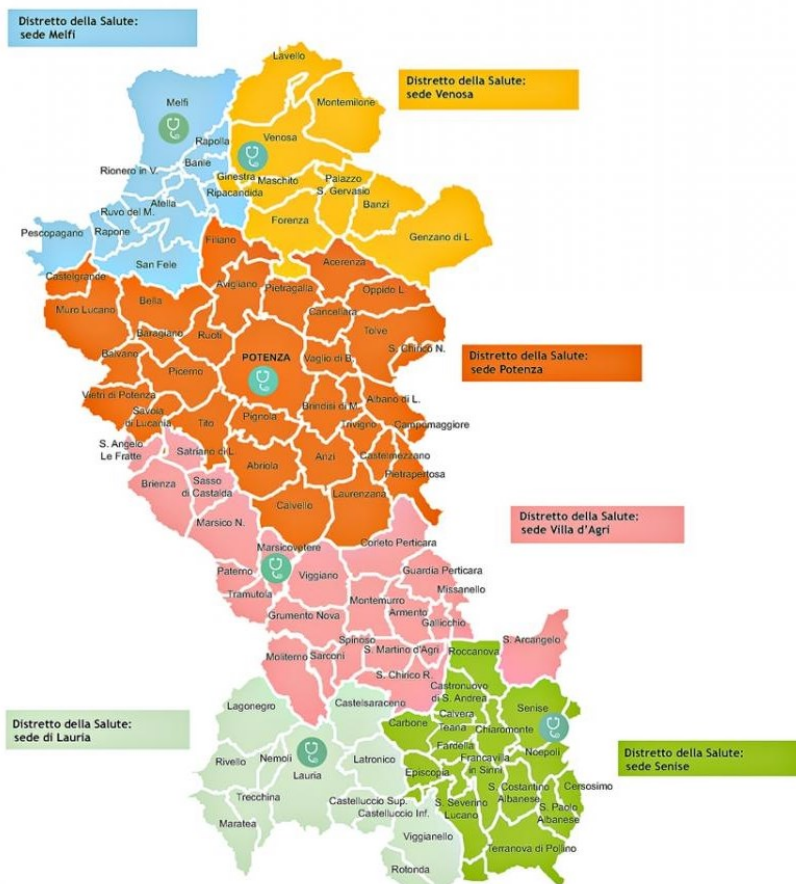 Distretto della Salute:
sede Melfi
Lavello
Distretto della Salute:
sede Venosa
Melfi
Montemilone
Rapolla
Venosa
Barile
Rionero in V.
Ginestra
Maschito
Palazzo
S. Gervasio
Ripacandida
Atella
Banzi
Ruvo del M.
Forenza
Pescopagano
Rapone
Filiano
Genzano di L.
San Fele
Acerenza
Castelgrande
Avigliano
Pietragalla
Oppido L.
Bella
Muro Lucano
Cancellara
Baragiano
Ruoti
Tolve
S. Chirico N.
Distretto della Salute:
sede Potenza
Balvano
POTENZA
Vaglio di B.
Picerno
Vietri di Potenza
Albano di L.
Savoia
di Lucania
Brindisi di M.
Tito
Pignola
Trivigno
Campomaggiore
S. Angelo
Le Fratte
Satriano di L.
Anzi
Castelmezzano
Abriola
Pietrapertosa
Brienza
Sasso
di Castalda
Laurenzana
Calvello
Marsico N.
Distretto della Salute:
sede Villa d'Agri
Marsicovetere
Corleto Perticara
Paterno
Viggiano
Guardia Perticara
Tramutola
Missanello
Montemurro
Armento
Grumento Nova
Gallicchio
Spinoso
S. Arcangelo
Moliterno
Sarconi
S. Martino d'Agri
Roccanova
S. Chirico R.
Castronuovo
di S. Andrea
Lagonegro
Castelsaraceno
Senise
Distretto della Salute:
sede di Lauria
Carbone
Calvera
Teana
Chiaromonte
Fardella
Noepoli
Distretto della Salute:
sede Senise
Rivello
Nemoli
Latronico
Francavilla
in Sinni
Lauria
Episcopia
S. Costantino
Albanese
Cersosimo
Trecchina
Castelluccio Sup.
Castelluccio Inf.
S. Severino
Lucano
S. Paolo
Albanese
Maratea
Viggianello
Terranova di Pollino
Rotonda